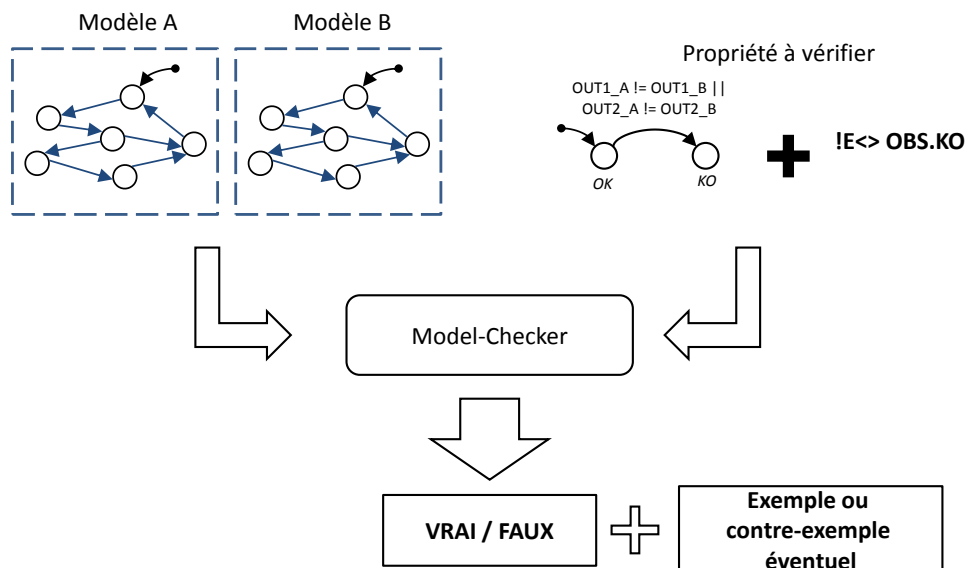 Modèle A
Modèle B
Propriété à vérifier
OUT1_A != OUT1_B ||
OUT2_A != OUT2_B
!E<> OBS.KO
OK
KO
Model-Checker
VRAI / FAUX
Exemple ou
contre-exemple
éventuel